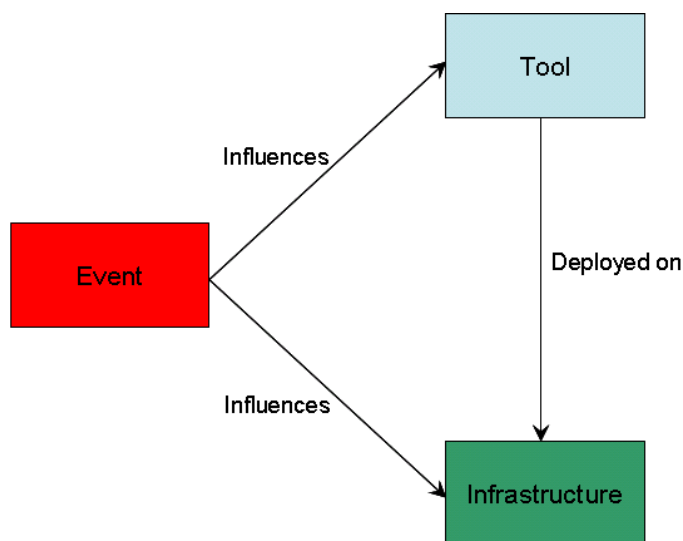 Tool
Influences
Event
Deployed on
Influences
Infrastructure